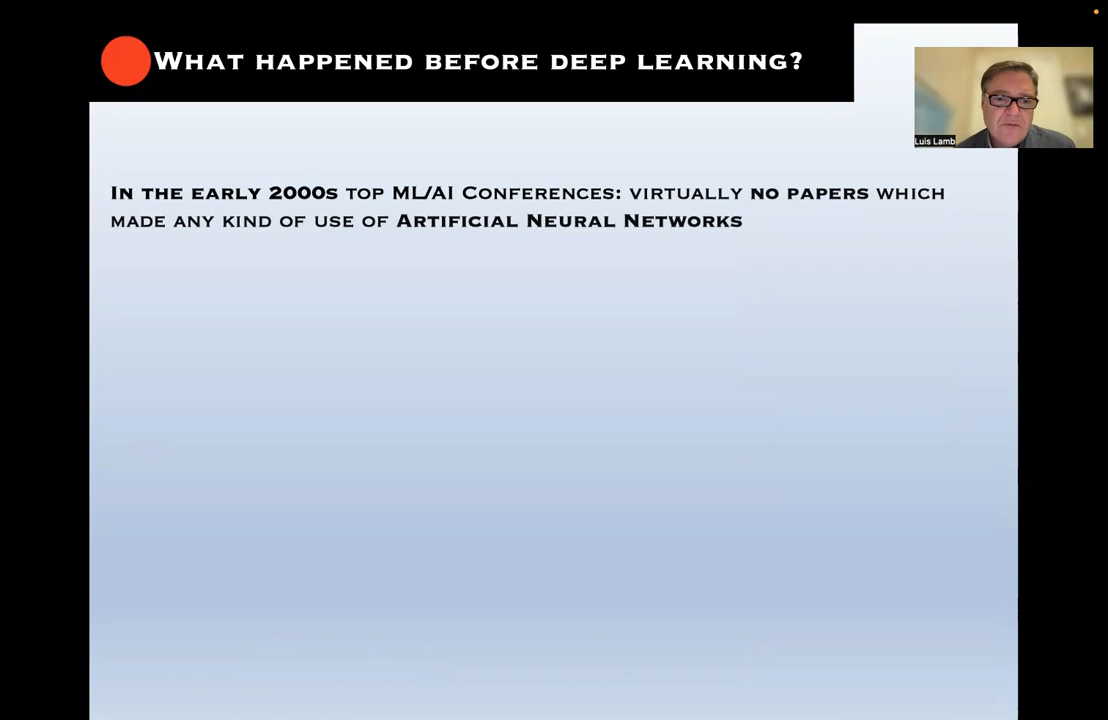 What happened before deep learning?
Luis Lamb
In the early 2000s top ML/AI Conferences: virtually no papers which
made any kind of use of Artificial Neural Networks